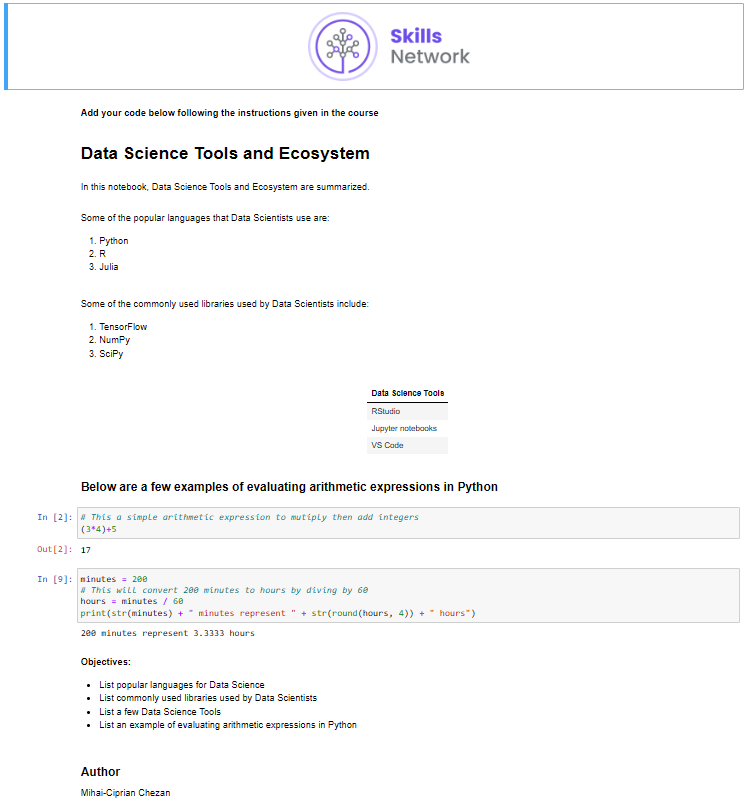 Skills
Network
Add your code below following the instructions given in the course
Data Science Tools and Ecosystem
In this notebook, Data Science Tools and Ecosystem are summarized.
Some of the popular languages that Data Scientists use are:
1. Python
2. R
3. Julia
Some of the commonly used libraries used by Data Scientists include:
1. TensorFlow
2. NumPy
3. SciPy
Data Science Tools
RStudio
Jupyter notebooks
VS Code
Below are a few examples of evaluating arithmetic expressions in Python
In [2]: # This a simple arithmetic expression to mutiply then add integers
(3*4)+5
Out[2]: 17
In [9]: minutes = 200
# This will convert 200 minutes to hours by diving by 60
hours = minutes / 60
print(str(minutes) + " minutes represent " + str(round(hours, 4)) + " hours")
200 minutes represent 3.3333 hours
Objectives:
• List popular languages for Data Science
• List commonly used libraries used by Data Scientists
• List a few Data Science Tools
• List an example of evaluating arithmetic expressions in Python
Author
Mihai-Ciprian Chezan